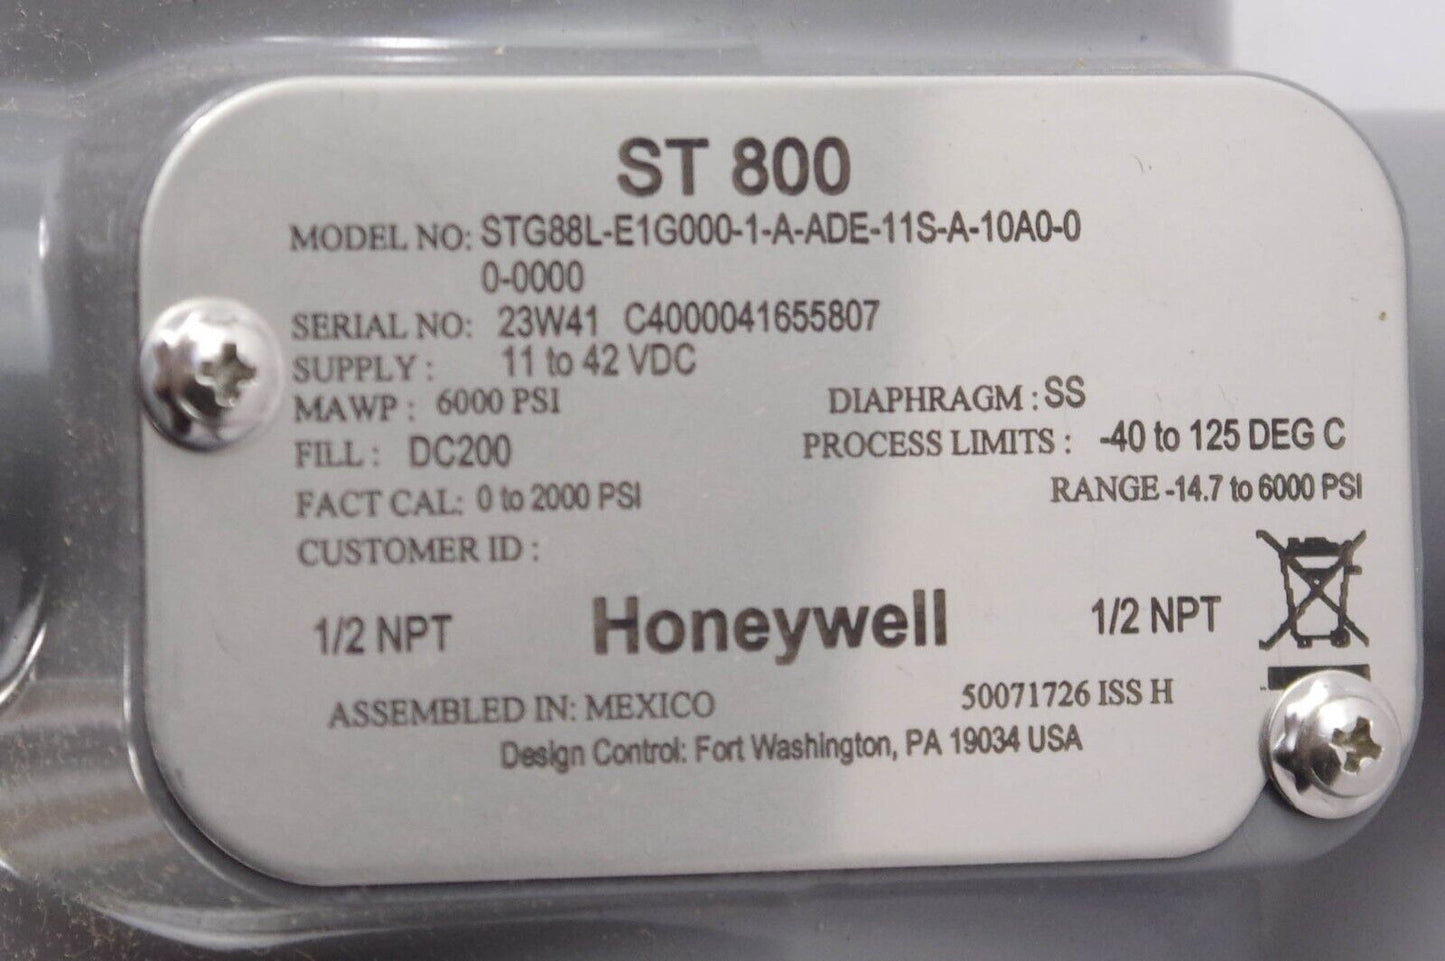 ST 800
MODEL NO: STG88L-E1G000-1-A-ADE-11S-A-10A0-0
0-0000
SERIAL NO: 23W41 C4000041655807
SUPPLY : 11 to 42 VDC
MAWP : 6000 PSI DIAPHRAGM : SS
FILL : DC200 PROCESS LIMITS : -40 to 125 DEG C
FACT CAL: 0 to 2000 PSI RANGE -14.7 to 6000 PSI
CUSTOMER ID :
1/2 NPT Honeywell 1/2 NPT
ASSEMBLED IN: MEXICO 50071726 ISS H
Design Control: Fort Washington, PA 19034 USA